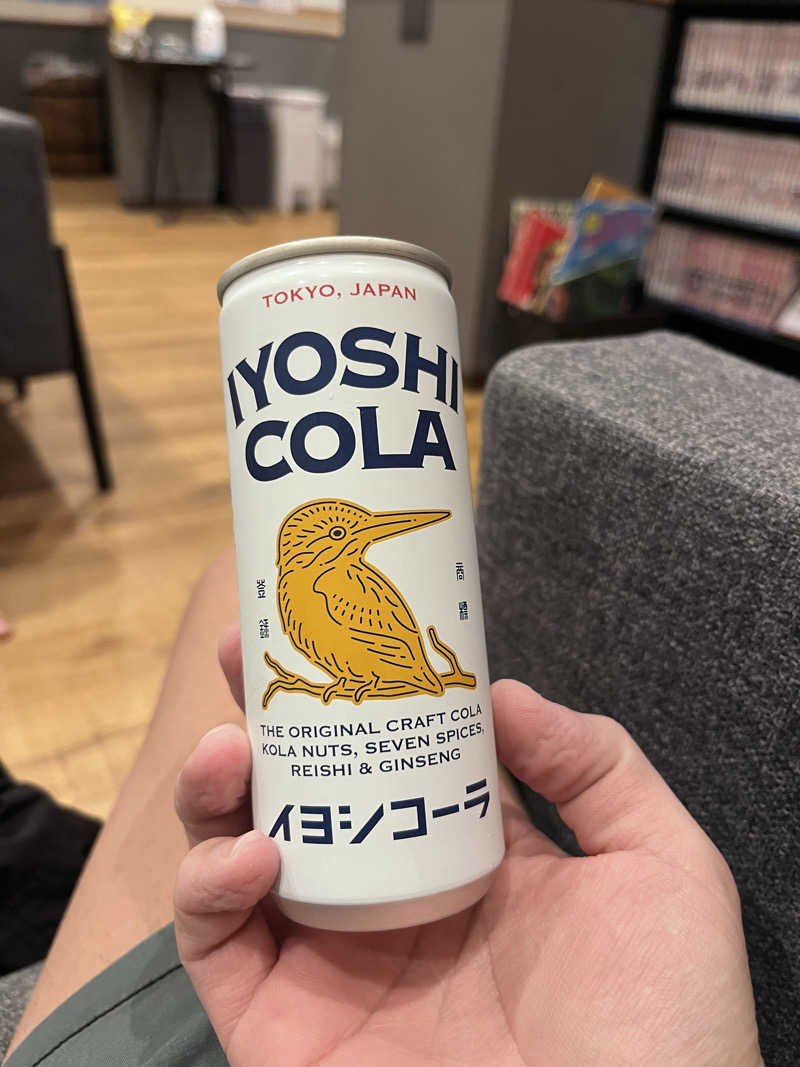 TOKYO, JAPAN
IYOSHI
COLA
THE ORIGINAL CRAFT COLA
KOLA NUTS, SEVEN SPICES,
REISHI & GINSENG
イヨシコーラ